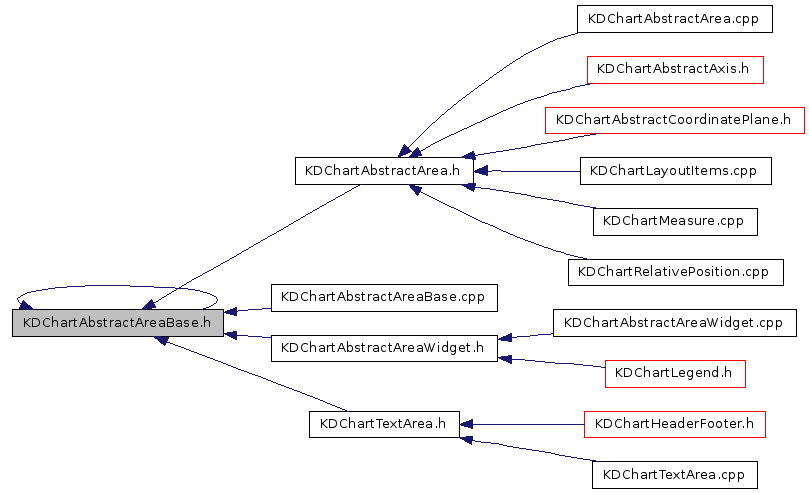 KDChartAbstractArea.cpp
KDChartAbstractAxis.h
KDChartAbstractCoordinatePlane.h
KDChartAbstractArea.h
KDChartLayoutItems.cpp
KDChartMeasure.cpp
KDChartRelativePosition.cpp
KDChartAbstractAreaBase.cpp
KDChartAbstractAreaBase.h
KDChartAbstractAreaWidget.cpp
KDChartAbstractAreaWidget.h
KDChartLegend.h
KDChartTextArea.h
KDChartHeaderFooter.h
KDChartTextArea.cpp